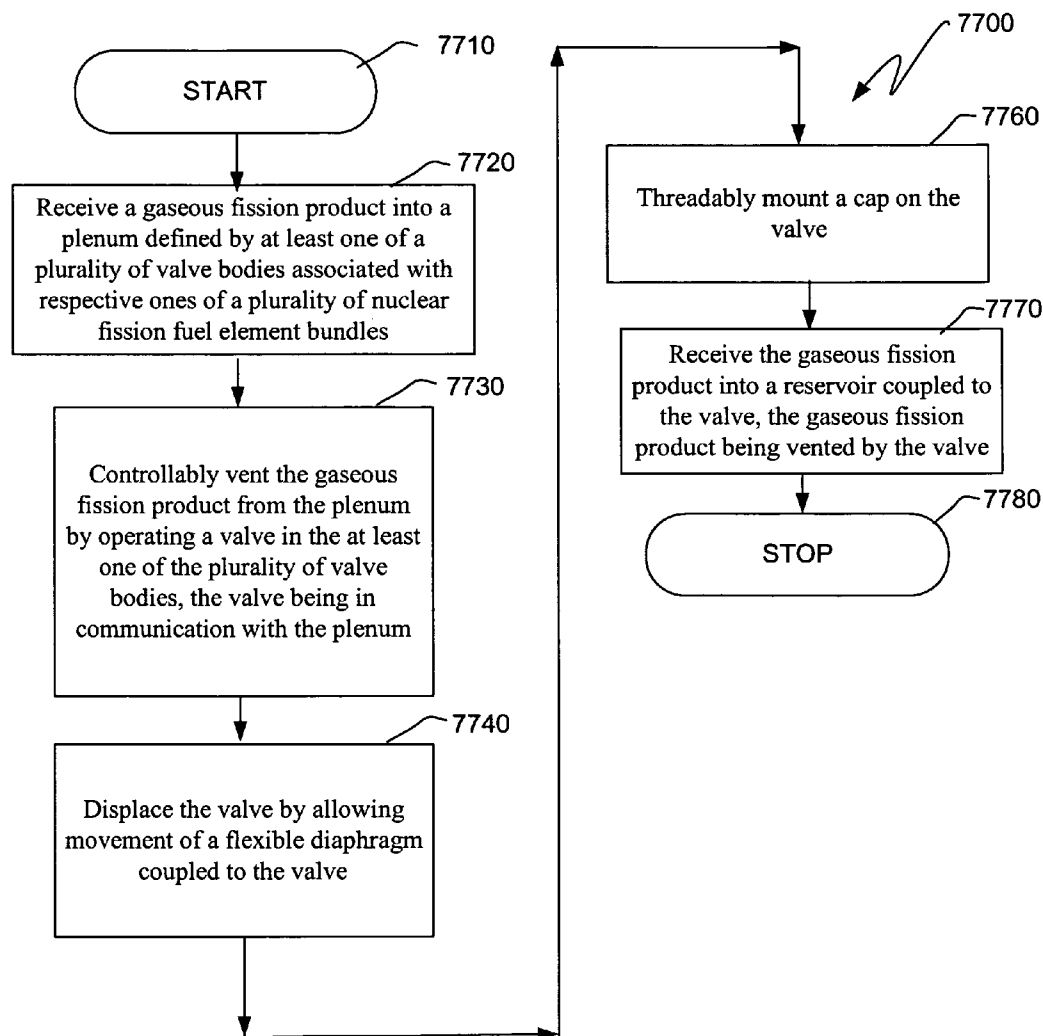 7710
START
7720
Receive a gaseous fission product into a
plenum defined by at least one of a
plurality of valve bodies associated with
respective ones of a plurality of nuclear
fission fuel element bundles
7730
Controllably vent the gaseous
fission product from the plenum
by operating a valve in the at least
one of the plurality of valve
bodies, the valve being in
communication with the plenum
7740
Displace the valve by allowing
movement of a flexible diaphragm
coupled to the valve
7700
7760
Threadably mount a cap on the
valve
7770
Receive the gaseous fission
product into a reservoir coupled to
the valve, the gaseous fission
product being vented by the valve
7780
STOP